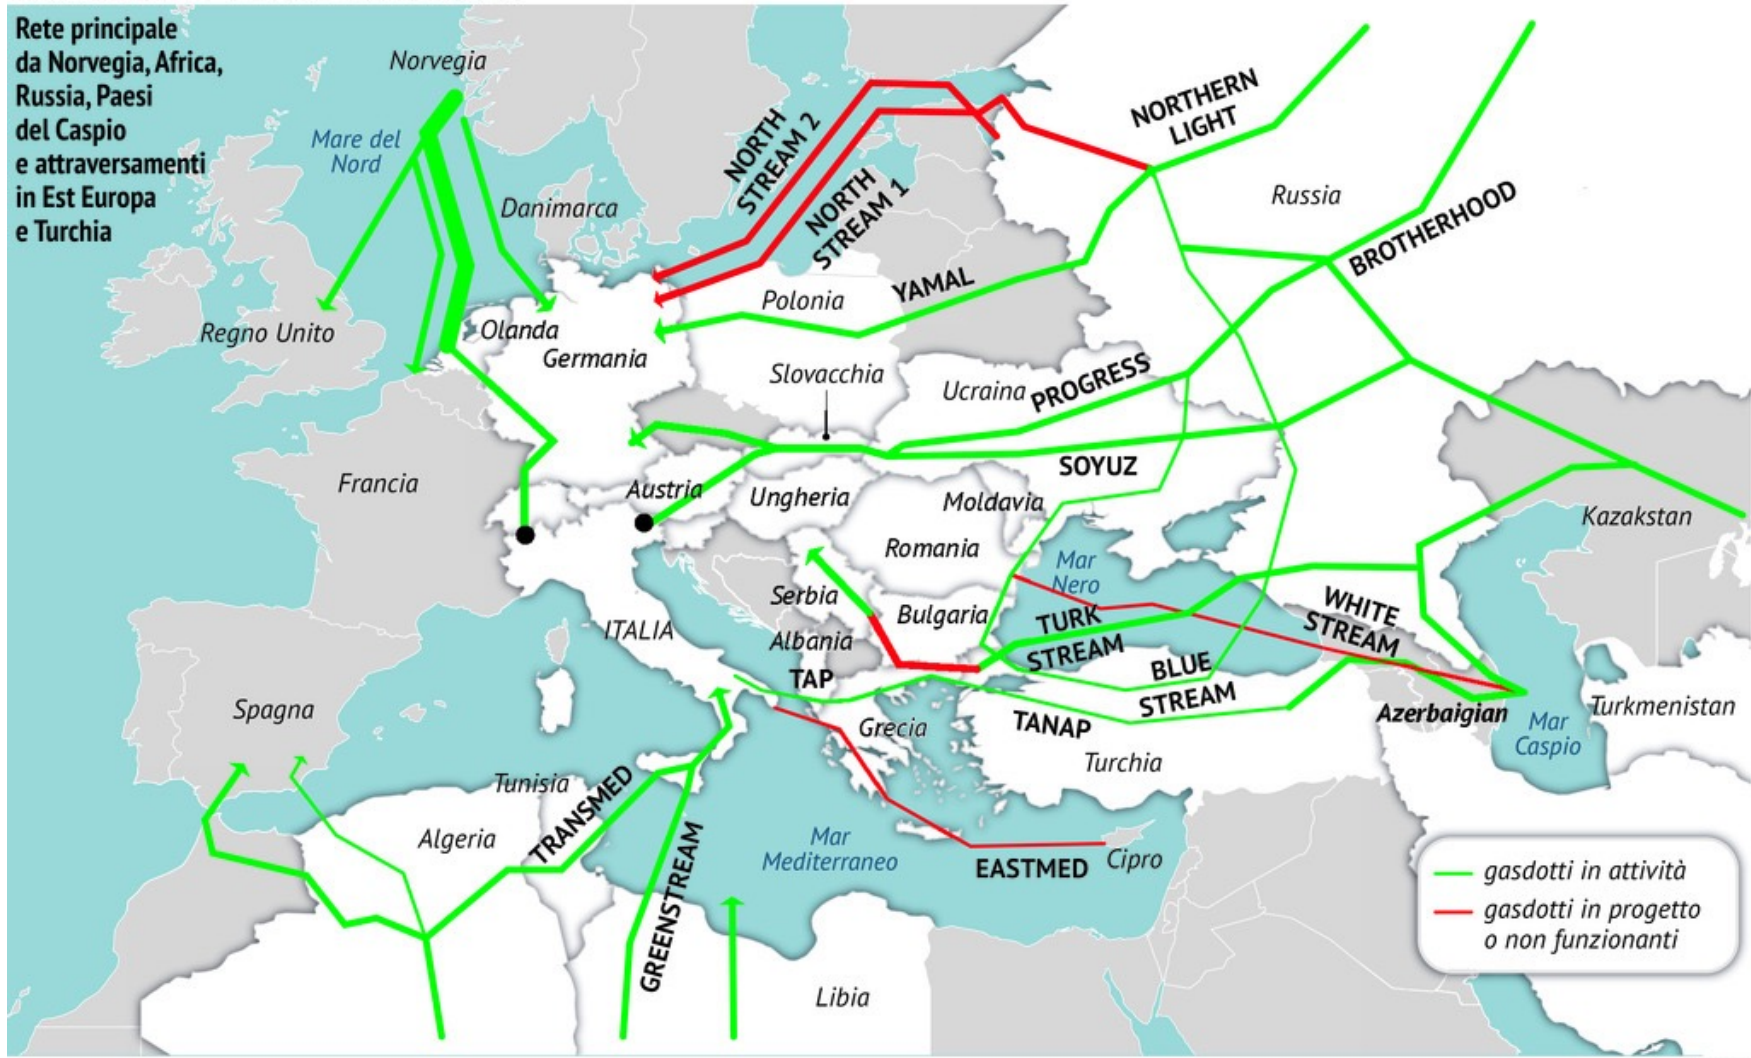 Rete principale
da Norvegia, Africa,
Russia, Paesi
del Caspio
e attraversamenti
in Est Europa
e Turchia
Norvegia
Mare del
Nord
Danimarca
NORTH
STREAM 2
NORTH
STREAM 1
NORTHERN
LIGHT
Russia
BROTHERHOOD
YAMAL
Polonia
Regno Unito
Olanda
Germania
Slovacchia
Ucraina
PROGRESS
SOYUZ
Francia
Austria
Ungheria
Moldavia
Romania
Kazakstan
Mar
Nero
Serbia
Bulgaria
ITALIA
Albania
TURK
STREAM
WHITE
STREAM
BLUE
STREAM
TAP
TANAP
Grecia
Turchia
Azerbaigian
Mar
Caspio
Turkmenistan
Spagna
Tunisia
Algeria
TRANSMED
GREENSTREAM
Mar
Mediterraneo
EASTMED
Cipro
Libia
gasdotti in attività
gasdotti in progetto
o non funzionanti